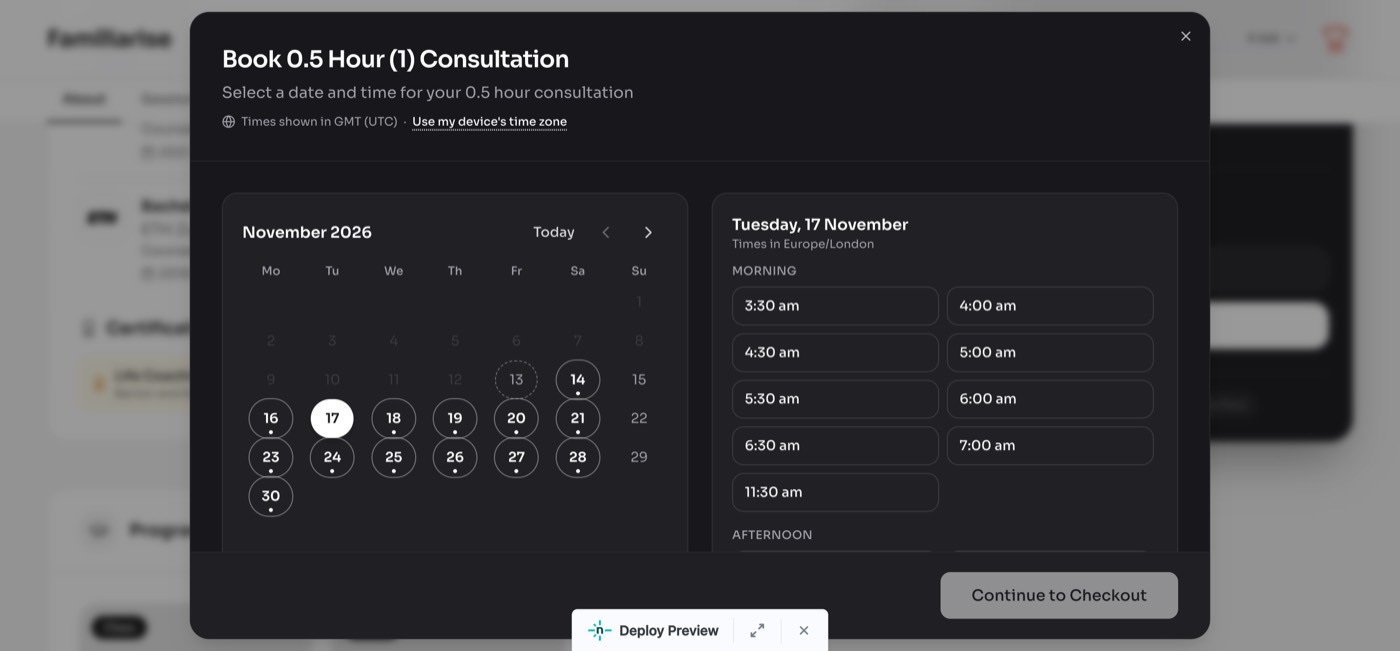 Familiarise
Book 0.5 Hour (1) Consultation
Select a date and time for your 0.5 hour consultation
Times shown in GMT (UTC) · Use my device's time zone
About
November 2026
Today
Mo Tu We Th Fr Sa Su
1
2 3 4 5 6 7 8
9 10 11 12 13 14 15
16 17 18 19 20 21 22
23 24 25 26 27 28 29
30
Tuesday, 17 November
Times in Europe/London
MORNING
3:30 am 4:00 am
4:30 am 5:00 am
5:30 am 6:00 am
6:30 am 7:00 am
11:30 am
AFTERNOON
Continue to Checkout
Deploy Preview